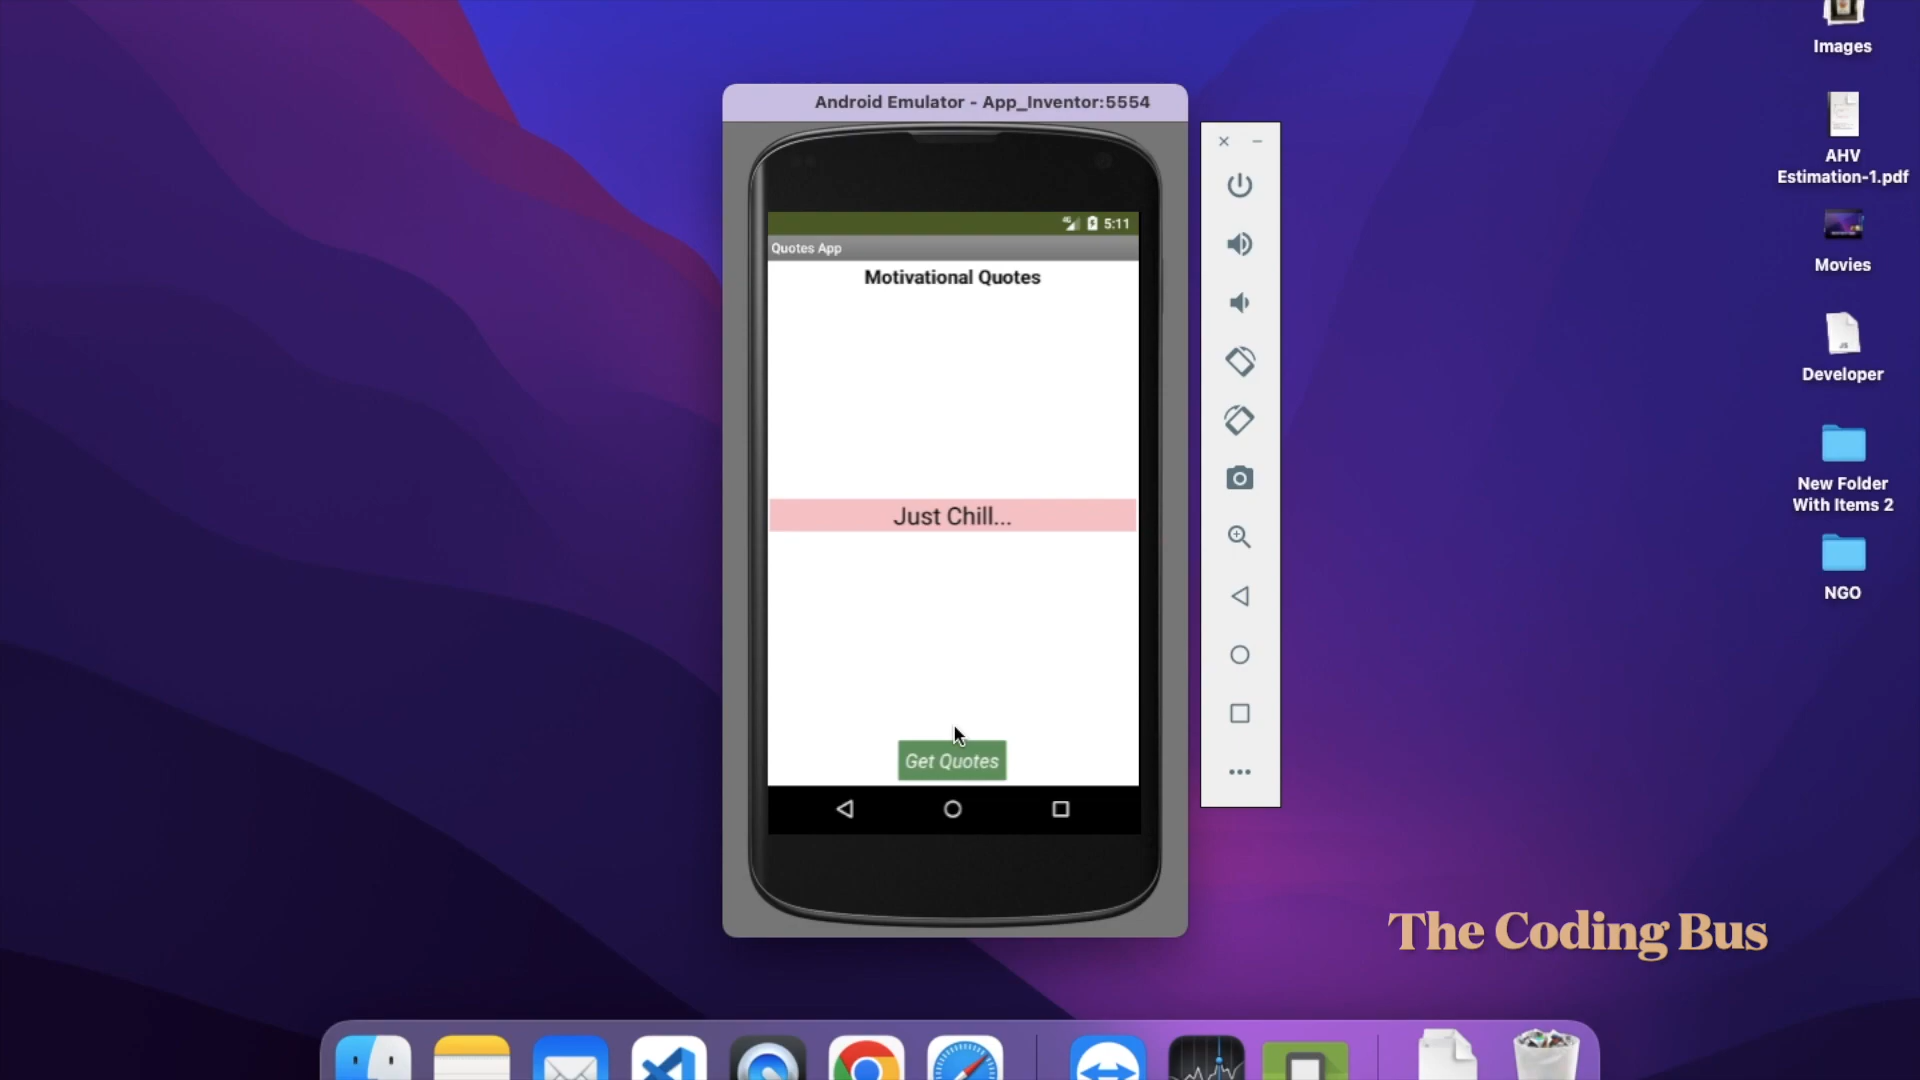 Images
Android Emulator - App_Inventor:5554
AHV
Estimation-1.pdf
5:11
Quotes App
Motivational Quotes
Movies
Developer
New Folder
With Items 2
Just Chill...
NGO
Get Quotes
The Coding Bus